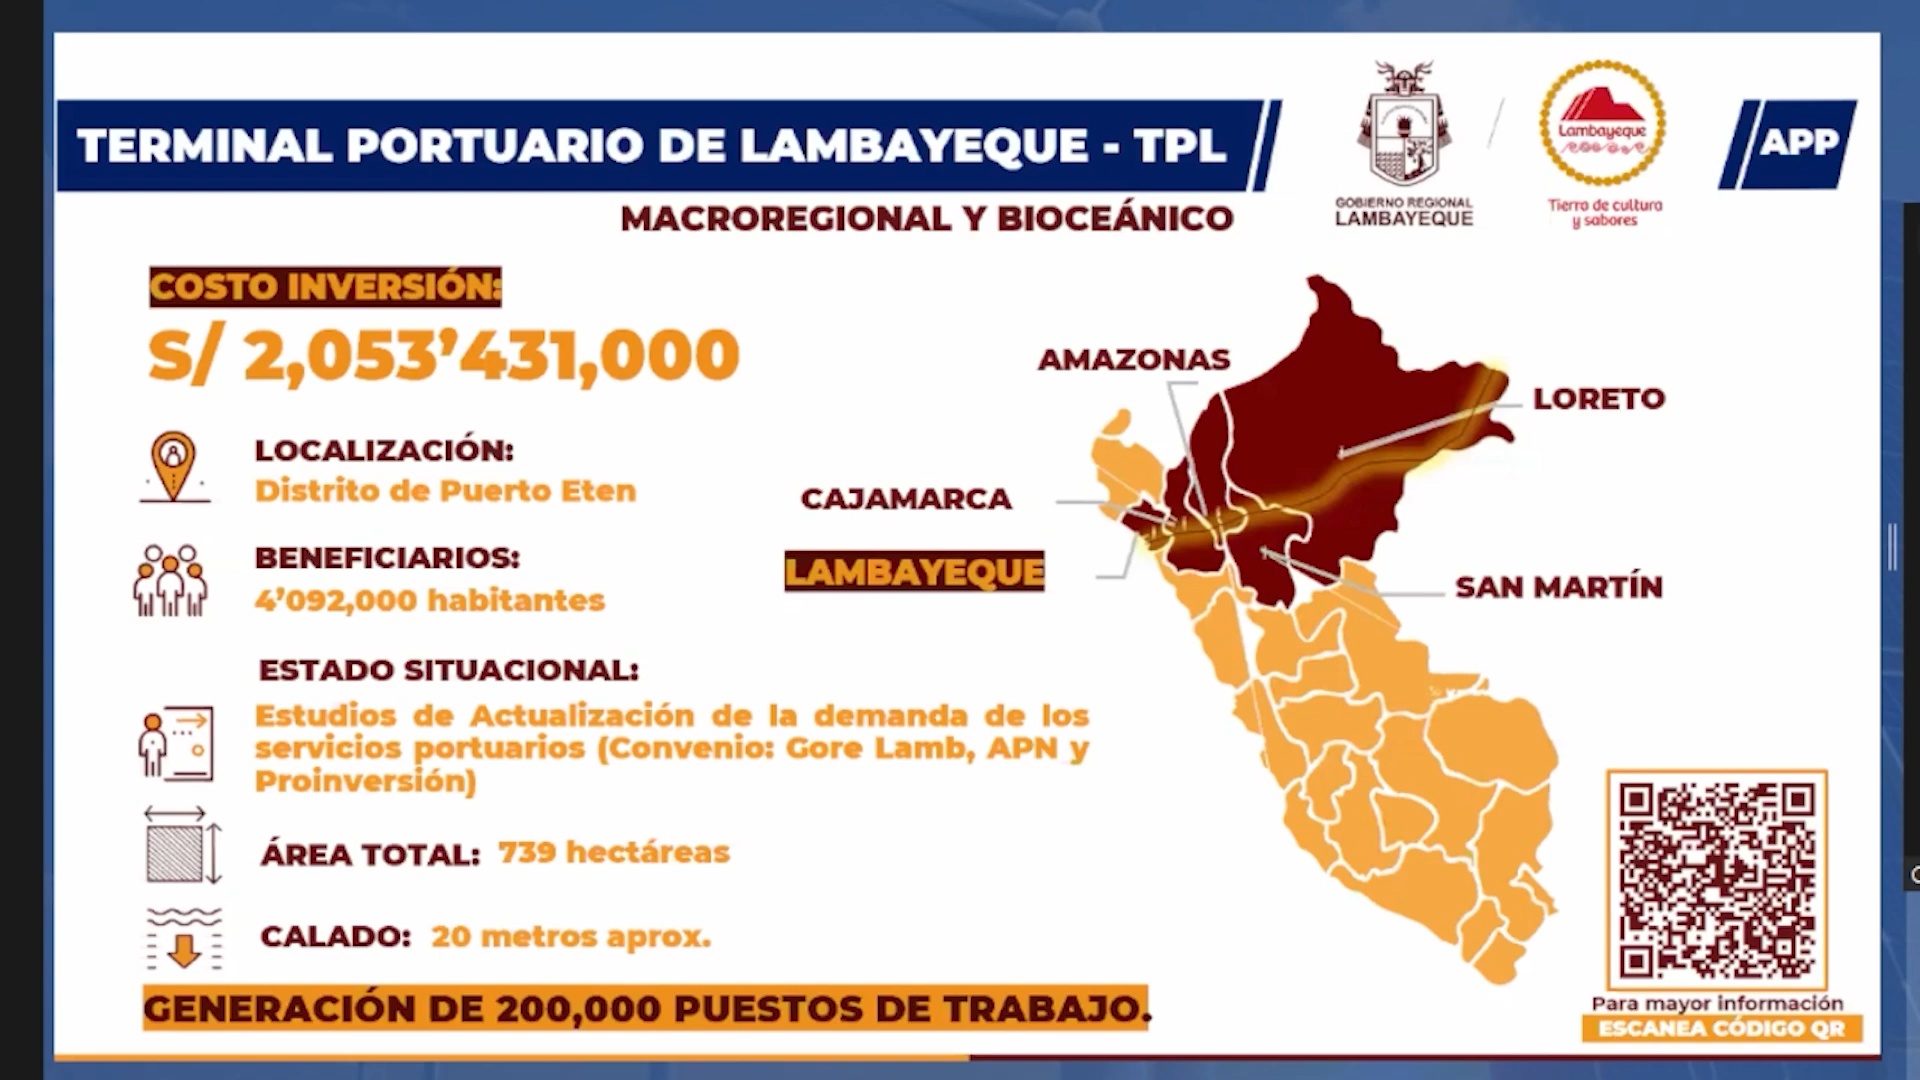 TERMINAL PORTUARIO DE LAMBAYEQUE - TPL
GOBIERNO REGIONAL
LAMBAYEQUE
Lambayeque
Tierra de cultura
y sabores
APP
MACROREGIONAL Y BIOCEÁNICO
COSTO INVERSIÓN:
S/ 2,053’431,000
LOCALIZACIÓN:
Distrito de Puerto Eten
BENEFICIARIOS:
4’092,000 habitantes
ESTADO SITUACIONAL:
Estudios de Actualización de la demanda de los
servicios portuarios (Convenio: Gore Lamb, APN y
Proinversión)
ÁREA TOTAL: 739 hectáreas
CALADO: 20 metros aprox.
GENERACIÓN DE 200,000 PUESTOS DE TRABAJO.
AMAZONAS
LORETO
CAJAMARCA
LAMBAYEQUE
SAN MARTÍN
Para mayor información
ESCANEA CÓDIGO QR